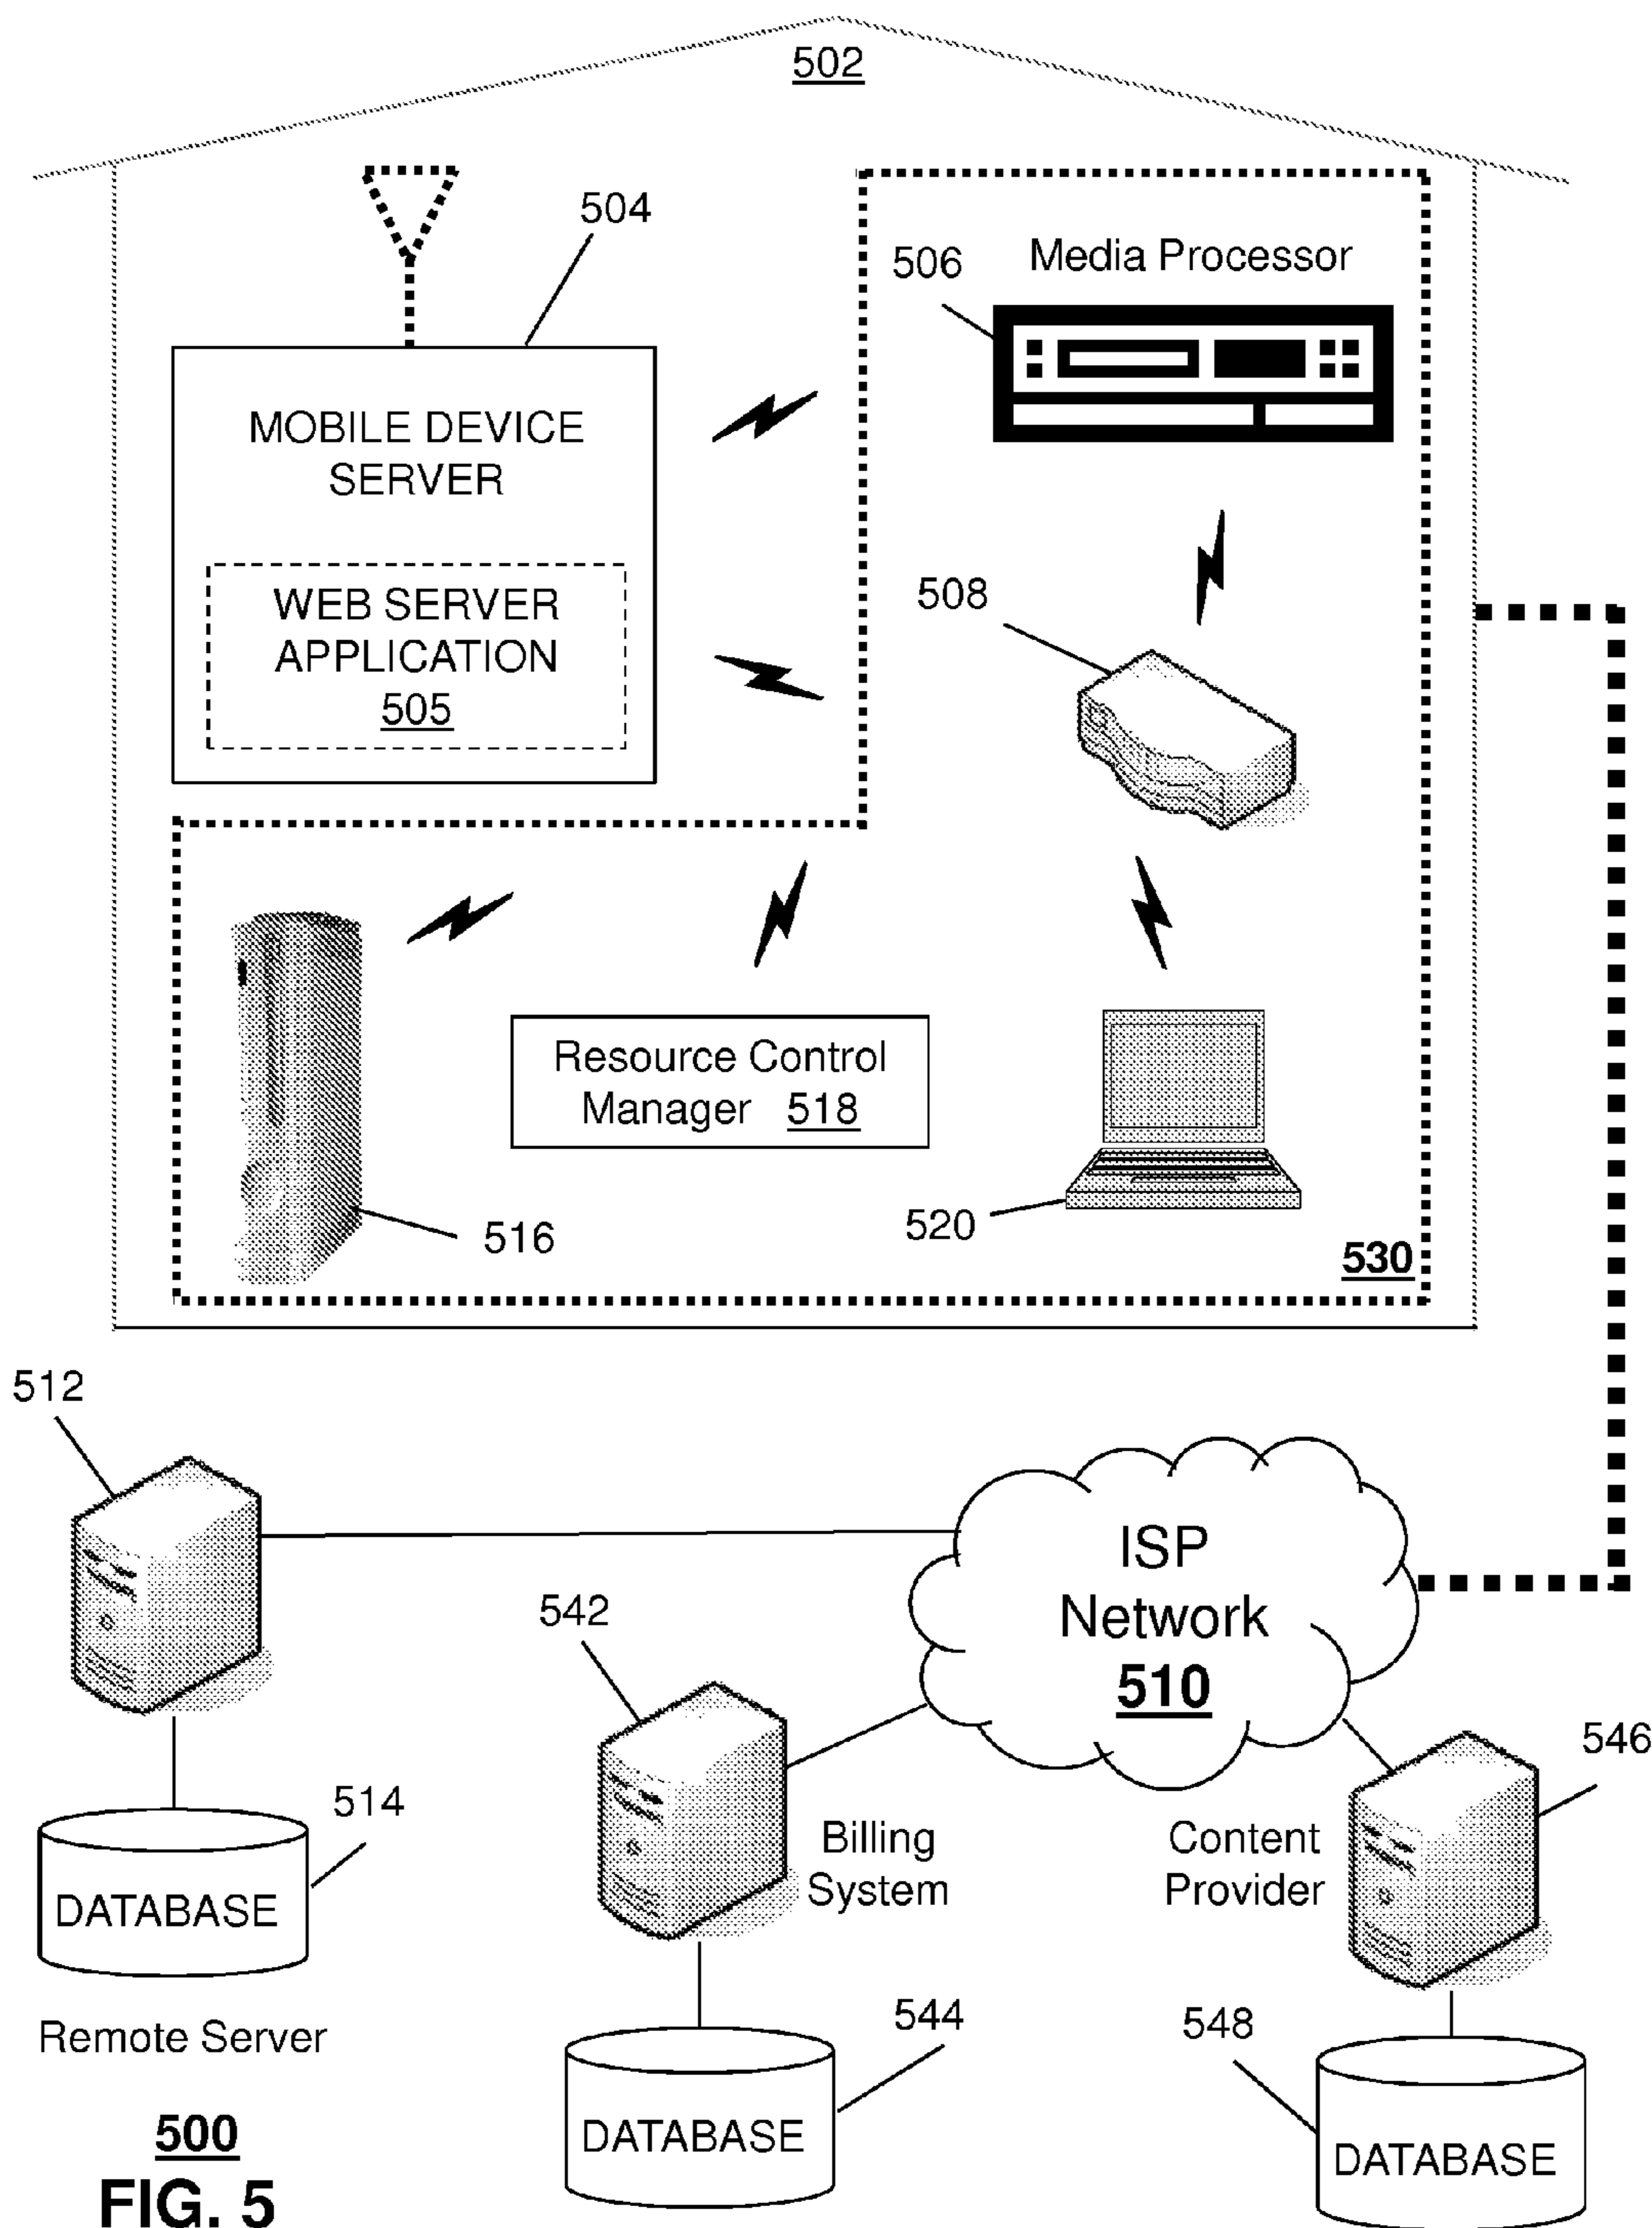 502
504
506
Media Processor
MOBILE DEVICE
SERVER
WEB SERVER
APPLICATION
505
508
Resource Control
Manager 518
516
520
530
512
ISP
Network
510
542
546
514
DATABASE
Billing
System
Content
Provider
Remote Server
544
548
DATABASE
DATABASE
500
FIG. 5